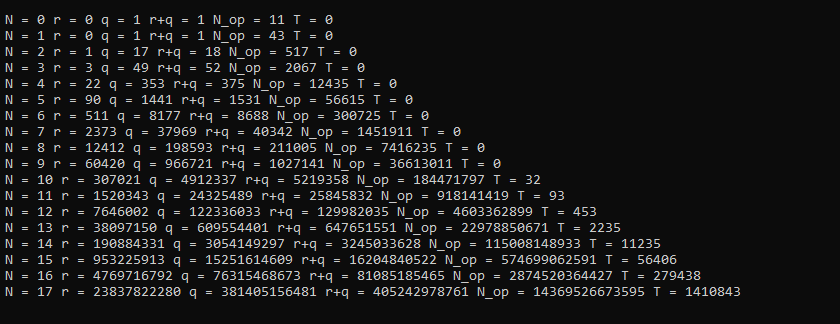 N = 0 r = 0 q = 1 r+q = 1 N_op = 11 T = 0
N = 1 r = 0 q = 1 r+q = 1 N_op = 43 T = 0
N = 2 r = 1 q = 17 r+q = 18 N_op = 517 T = 0
N = 3 r = 3 q = 49 r+q = 52 N_op = 2067 T = 0
N = 4 r = 22 q = 353 r+q = 375 N_op = 12435 T = 0
N = 5 r = 90 q = 1441 r+q = 1531 N_op = 56615 T = 0
N = 6 r = 511 q = 8177 r+q = 8688 N_op = 300725 T = 0
N = 7 r = 2373 q = 37969 r+q = 40342 N_op = 1451911 T = 0
N = 8 r = 12412 q = 198593 r+q = 211005 N_op = 7416235 T = 0
N = 9 r = 60420 q = 966721 r+q = 1027141 N_op = 36613011 T = 0
N = 10 r = 307021 q = 4912337 r+q = 5219358 N_op = 184471797 T = 32
N = 11 r = 1520343 q = 24325489 r+q = 25845832 N_op = 918141419 T = 93
N = 12 r = 7646002 q = 122336033 r+q = 129982035 N_op = 4603362899 T = 453
N = 13 r = 38097150 q = 609554401 r+q = 647651551 N_op = 22978850671 T = 2235
N = 14 r = 190884331 q = 3054149297 r+q = 3245033628 N_op = 115008148933 T = 11235
N = 15 r = 953225913 q = 15251614609 r+q = 16204840522 N_op = 574699062591 T = 56406
N = 16 r = 4769716792 q = 76315468673 r+q = 81085185465 N_op = 2874520364427 T = 279438
N = 17 r = 23837822280 q = 381405156481 r+q = 405242978761 N_op = 14369526673595 T = 1410843